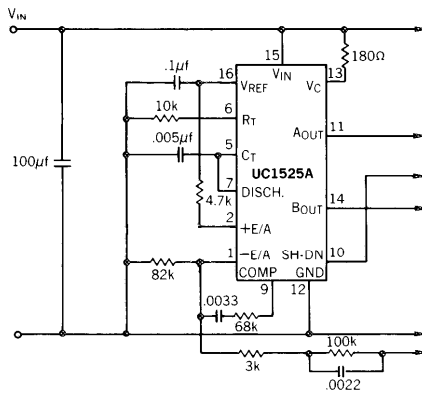 VIN
15
.1µf
16
VREF
VIN
VC
13
180Ω
10k
6
RT
AOUT
11
.005µf
5
CT
100µf
UC1525A
7
DISCH.
4.7k
BOUT
14
2
+E/A
1
−E/A
SH-DN
10
82k
COMP
GND
9
12
.0033
68k
100k
3k
.0022